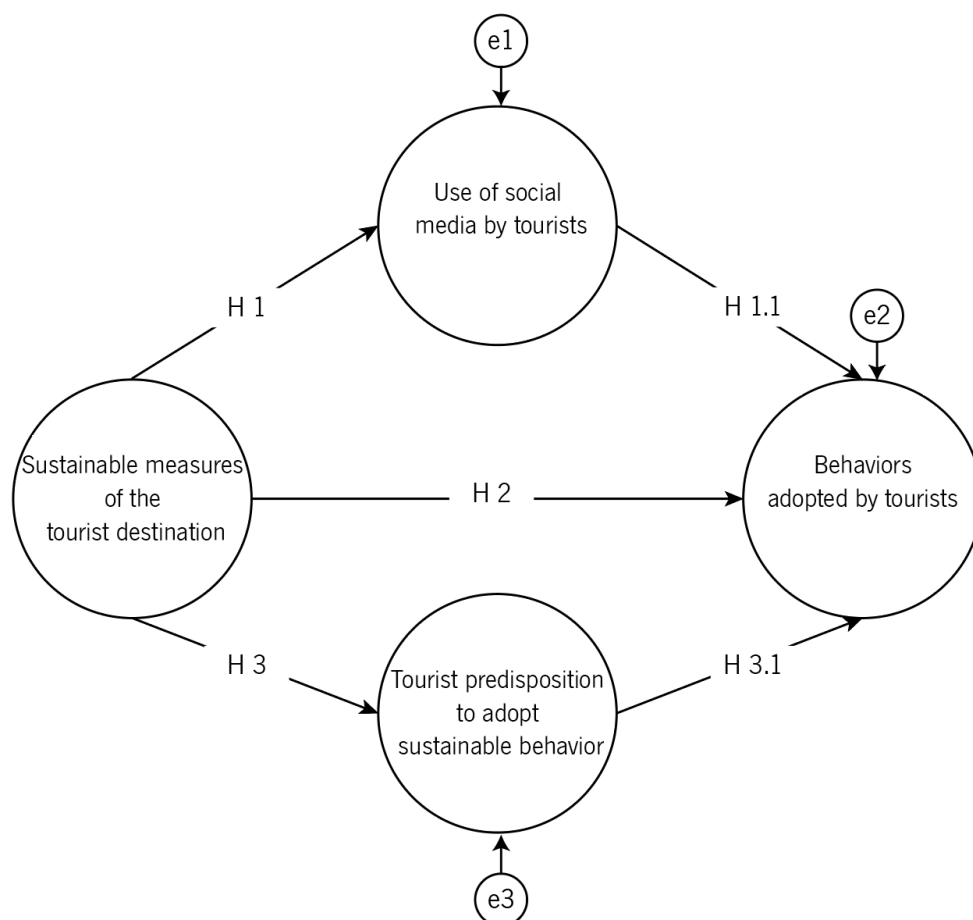 e1
Use of social
media by tourists
H 1
H 1.1
e2
Sustainable measures
of the
tourist destination
H 2
Behaviors
adopted by tourists
H 3
Tourist predisposition
to adopt
sustainable behavior
H 3.1
e3